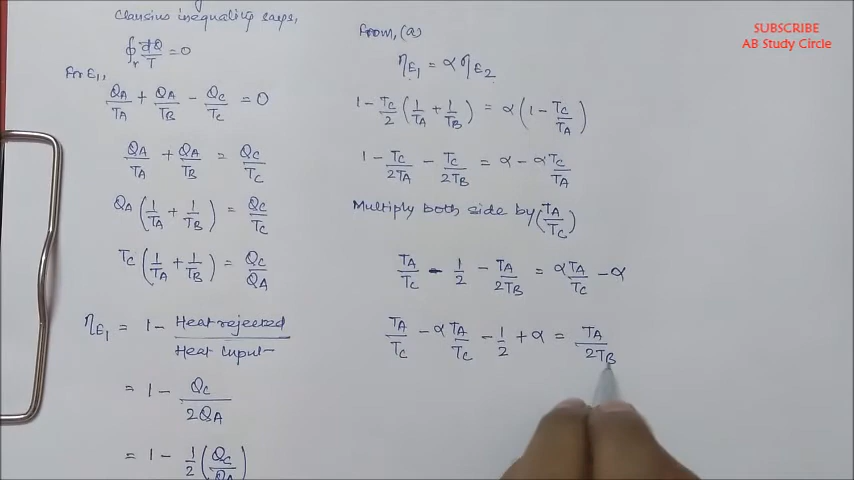 Clausius inequality says,
∮r đQ/T = 0
For E1,
QA/TA + QA/TB − QC/TC = 0
QA/TA + QA/TB = QC/TC
QA (1/TA + 1/TB) = QC/TC
TC (1/TA + 1/TB) = QC/QA
ηE1 = 1 − Heat rejected/Heat input
= 1 − QC/2QA
= 1 − 1/2 (QC/QA)
From, (a)
ηE1 = α ηE2
1 − TC/2 (1/TA + 1/TB) = α (1 − TC/TA)
1 − TC/2TA − TC/2TB = α − α TC/TA
Multiply both side by (TA/TC)
TA/TC − 1/2 − TA/2TB = α TA/TC − α
TA/TC − α TA/TC − 1/2 + α = TA/2TB
SUBSCRIBE
AB Study Circle